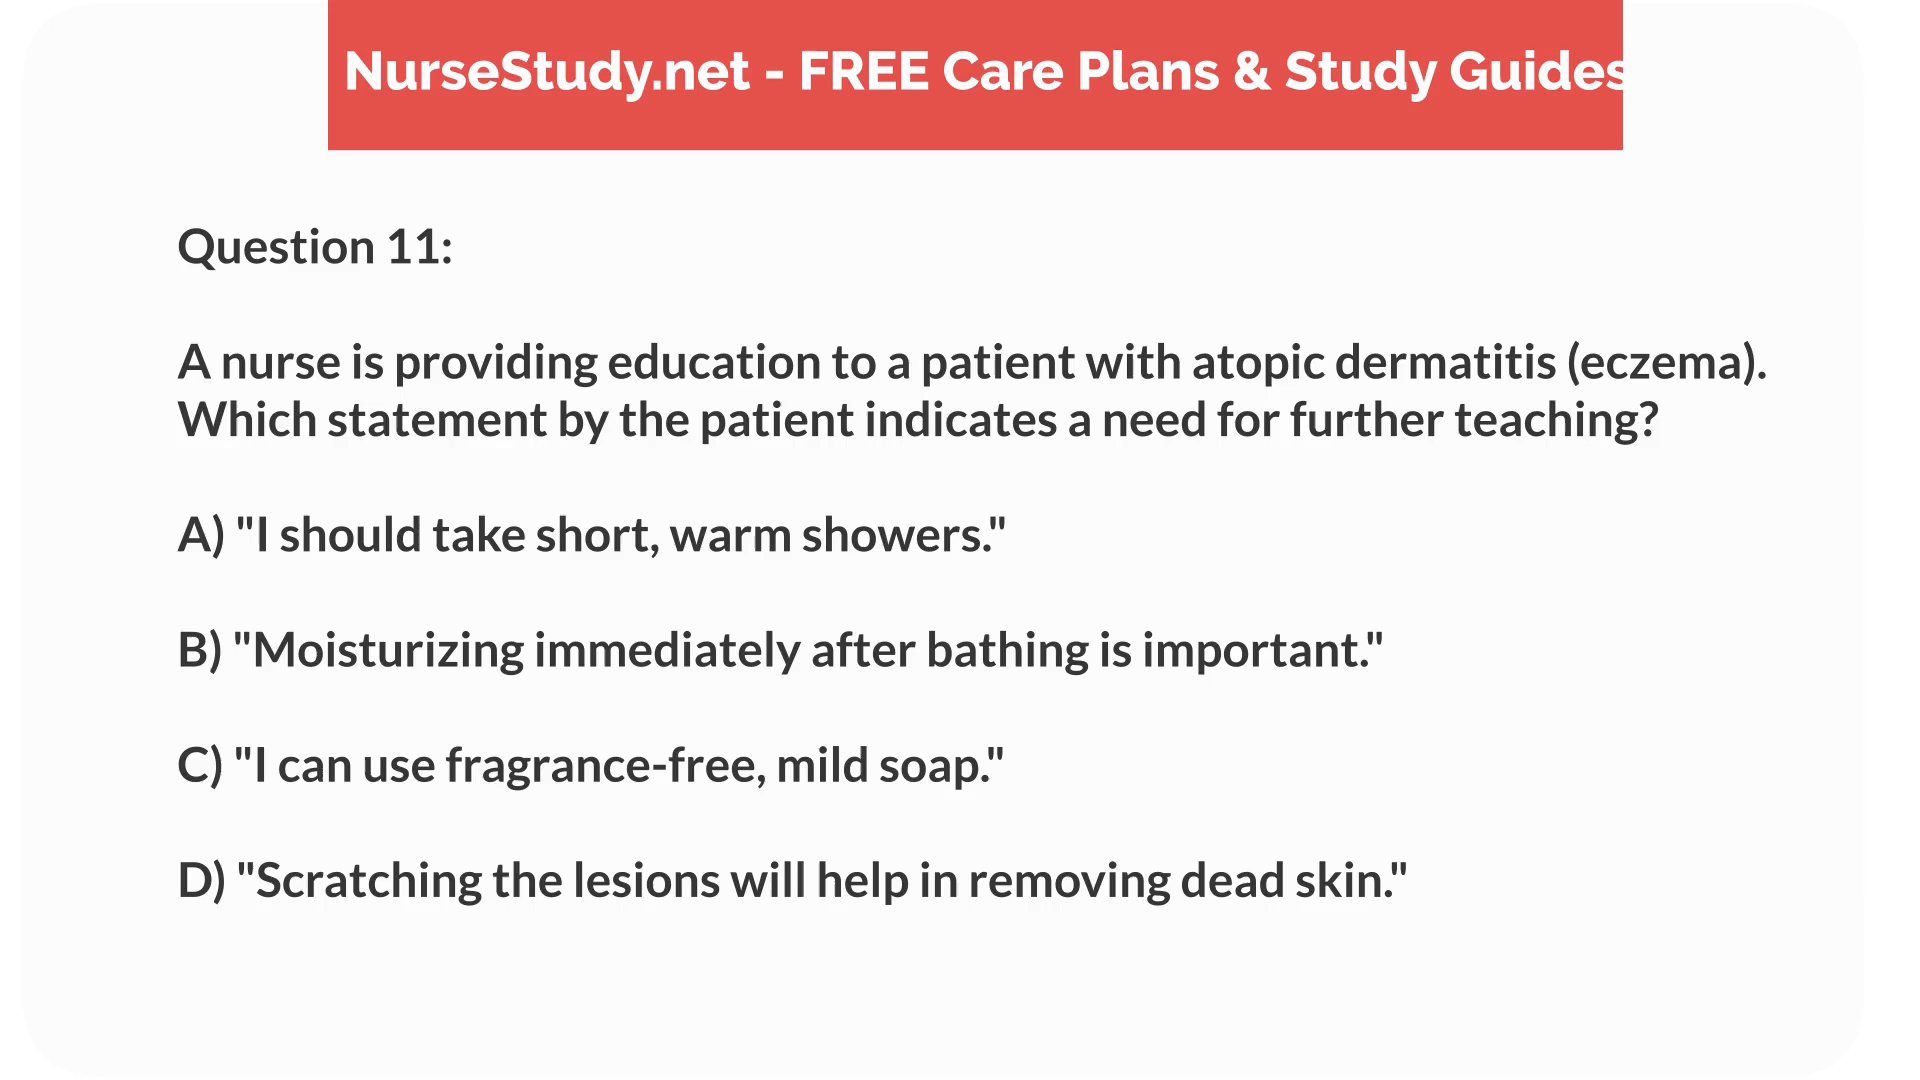 NurseStudy.net - FREE Care Plans & Study Guides
Question 11:
A nurse is providing education to a patient with atopic dermatitis (eczema).
Which statement by the patient indicates a need for further teaching?
A) "I should take short, warm showers."
B) "Moisturizing immediately after bathing is important."
C) "I can use fragrance-free, mild soap."
D) "Scratching the lesions will help in removing dead skin."